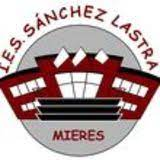 I.E.S. SÁNCHEZ LASTRA
MIERES